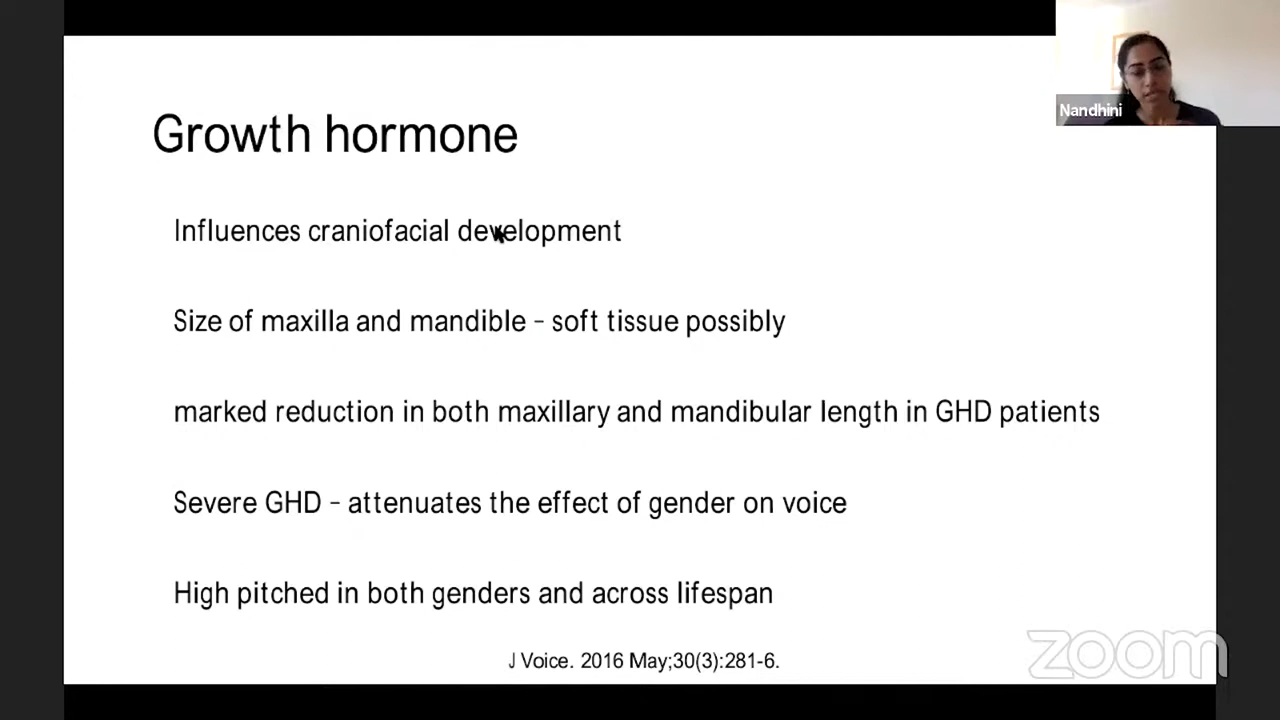 Nandhini
Growth hormone
Influences craniofacial development
Size of maxilla and mandible – soft tissue possibly
marked reduction in both maxillary and mandibular length in GHD patients
Severe GHD – attenuates the effect of gender on voice
High pitched in both genders and across lifespan
J Voice. 2016 May;30(3):281-6.
zoom